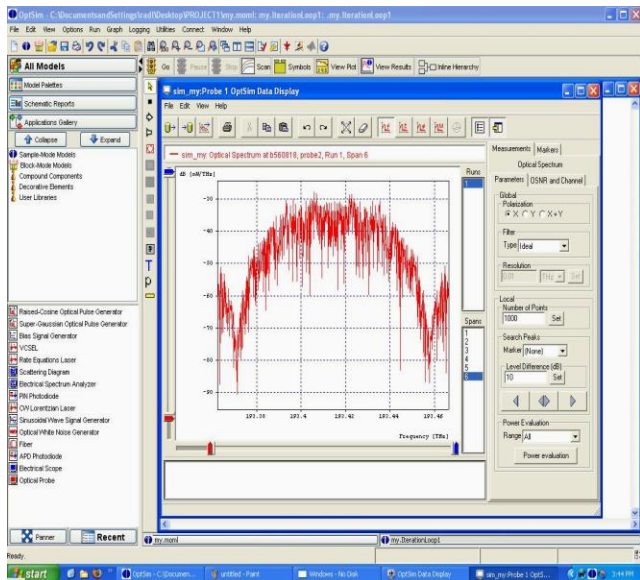 OptSim - C:\DocumentsandSettings\radi\Desktop\PROJECT1\my.moml: my.IterationLoop1: .my.IterationLoop1
File Edit View Options Run Graph Logging Utilities Connect Window Help
All Models
Go Pause Stop Scan Symbols View Plot View Results Inline Hierarchy
Model Palettes
Schematic Reports
Applications Gallery
Collapse Expand
Sample-Mode Models
Block-Mode Models
Compound Components
Decorative Elements
User Libraries
Raised-Cosine Optical Pulse Generator
Super-Gaussian Optical Pulse Generator
Bias Signal Generator
VCSEL
Rate Equations Laser
Scattering Diagram
Electrical Spectrum Analyzer
PIN Photodiode
CW Lorentzian Laser
Sinusoidal Wave Signal Generator
Optical White Noise Generator
Fiber
APD Photodiode
Electrical Scope
Optical Probe
Panner Recent
Ready.
sim_my:Probe 1 OptSim Data Display
File Edit View Help
sim_my: Optical Spectrum at b560818, probe2, Run 1, Span 6
dB [mW/THz]
-30
-40
-50
-60
-70
-80
-90
193.38 193.4 193.42 193.44 193.46
Frequency [THz]
Runs
1
Spans
1
2
3
4
5
6
Measurements Markers
Optical Spectrum
Parameters OSNR and Channel
Global
Polarization
X Y X+Y
Filter
Type Ideal
Resolution
0.01 THz Set
Local
Number of Points
1000 Set
Search Peaks
Marker (None)
Level Difference (dB)
10 Set
Power Evaluation
Range All
Power evaluation
my.moml my.IterationLoop1
start OptSim - C:\Documen... untitled - Paint Windows - No Disk OptSim Data Display sim_my:Probe 1 OptS... 3:44 PM